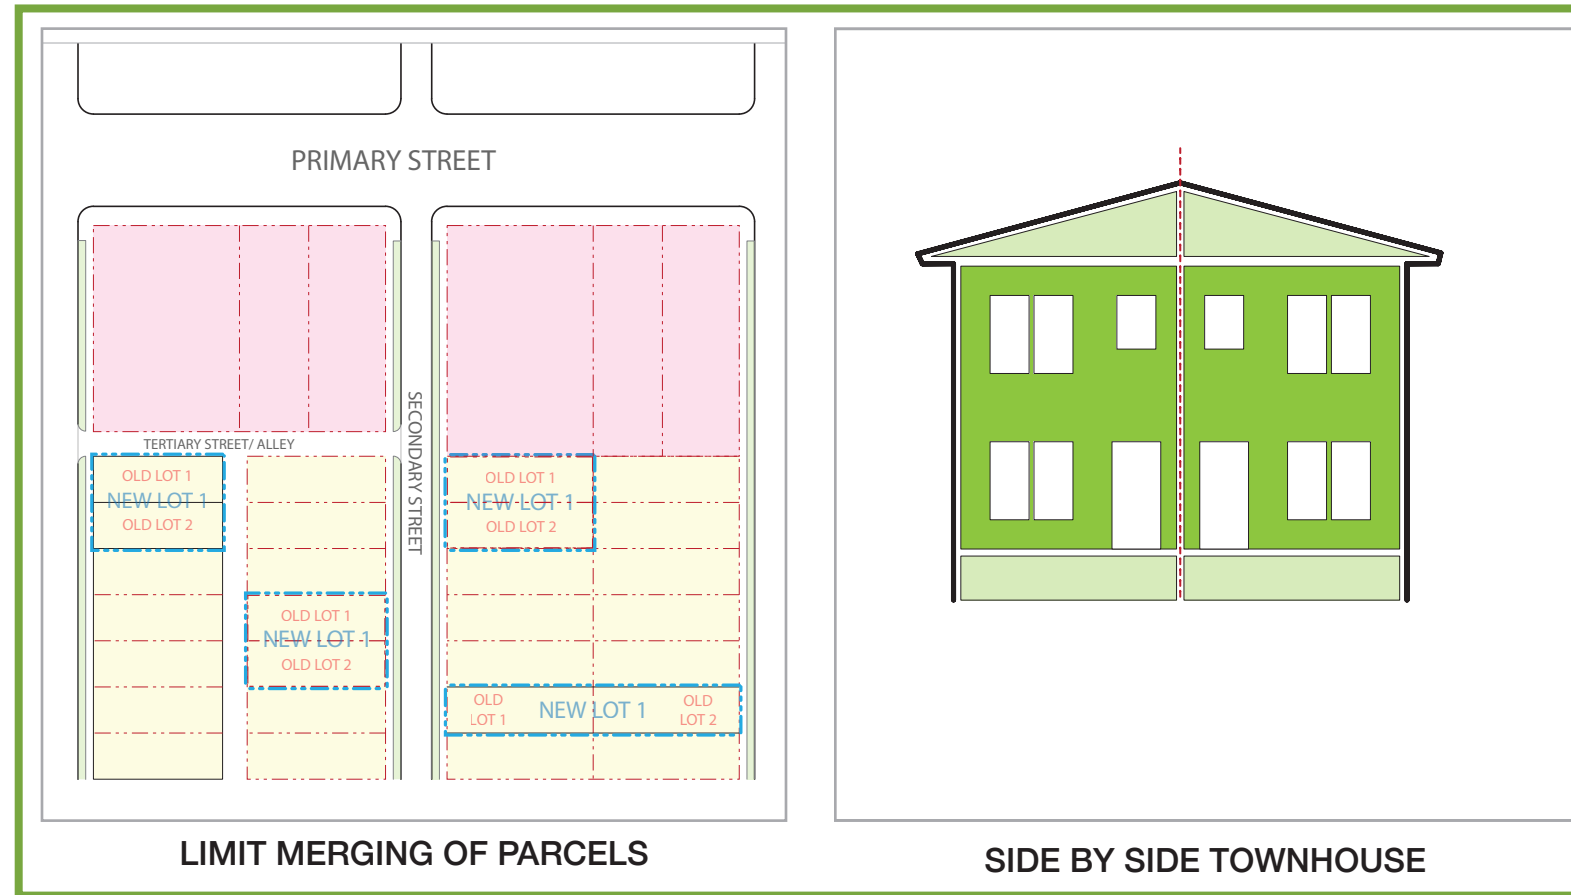 PRIMARY STREET
TERTIARY STREET/ ALLEY
SECONDARY STREET
OLD LOT 1
NEW LOT 1
OLD LOT 2
OLD LOT 1
NEW LOT 1
OLD LOT 2
OLD LOT 1
NEW LOT 1
OLD LOT 2
OLD
LOT 1
NEW LOT 1
OLD
LOT 2
LIMIT MERGING OF PARCELS
SIDE BY SIDE TOWNHOUSE